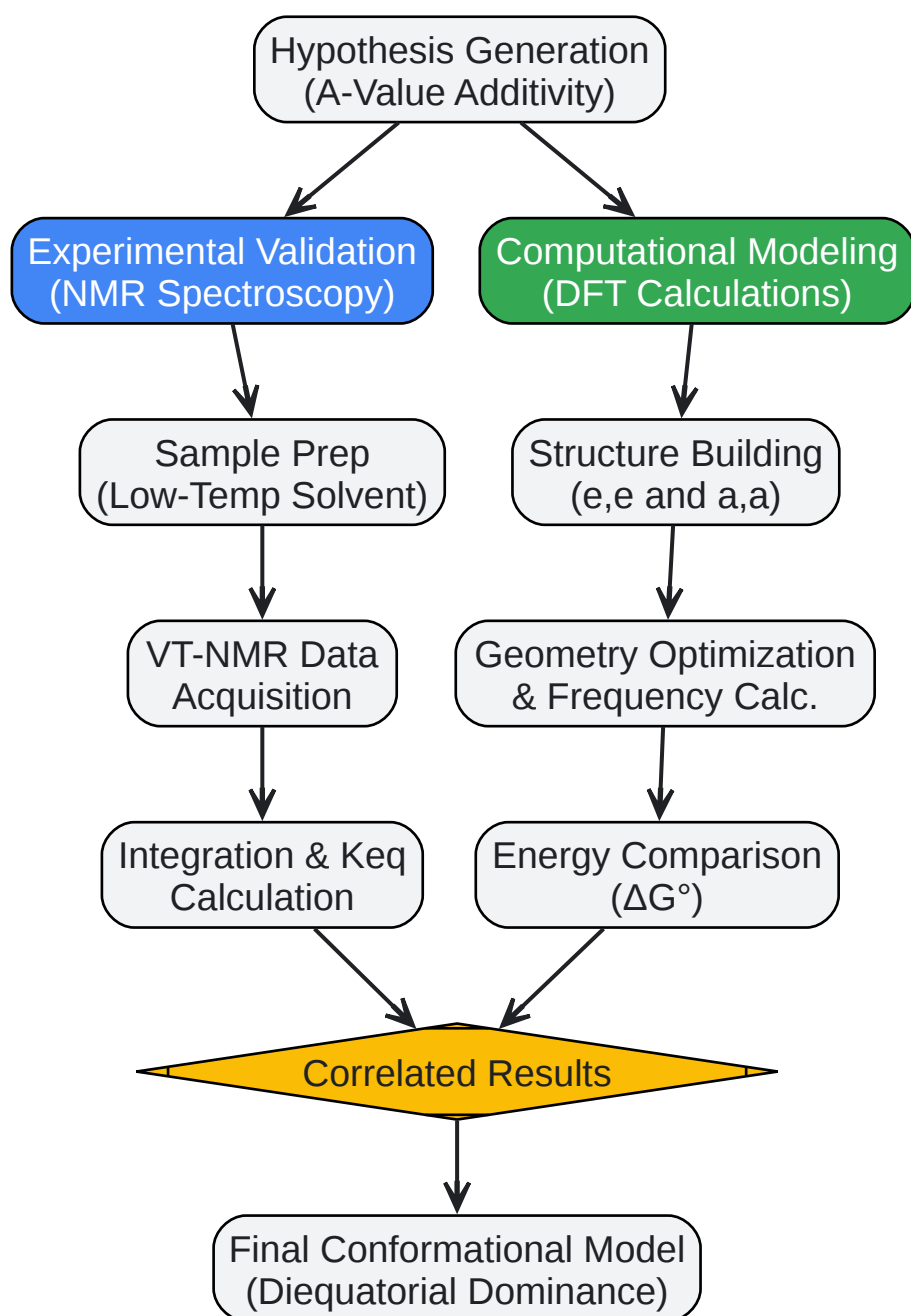 Hypothesis Generation
(A-Value Additivity)
Experimental Validation
(NMR Spectroscopy)
Computational Modeling
(DFT Calculations)
Sample Prep
(Low-Temp Solvent)
Structure Building
(e,e and a,a)
VT-NMR Data
Acquisition
Geometry Optimization
& Frequency Calc.
Integration & Keq
Calculation
Energy Comparison
(ΔG°)
Correlated Results
Final Conformational Model
(Diequatorial Dominance)